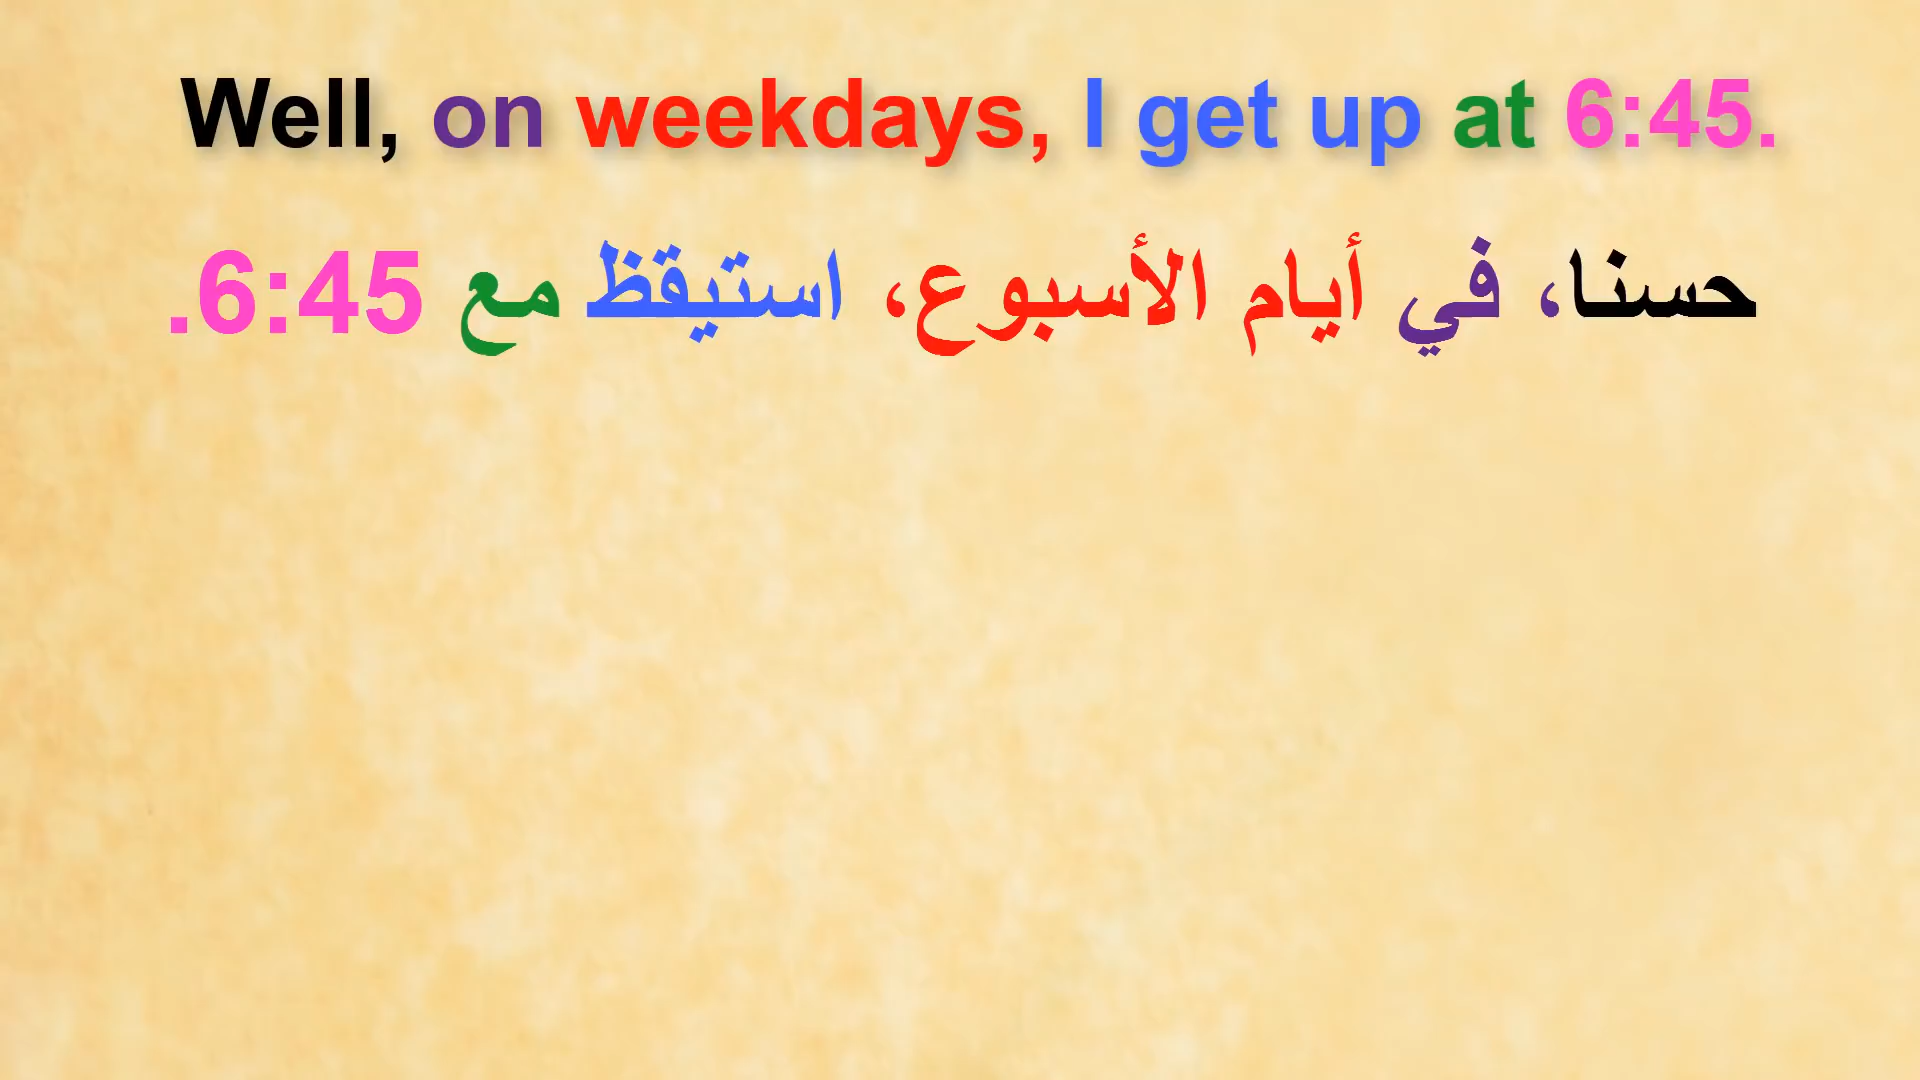 Well, on weekdays, I get up at 6:45.
حسنا، في أيام الأسبوع، استيقظ مع 6:45.